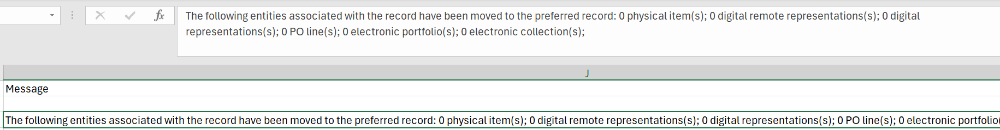 fx
The following entities associated with the record have been moved to the preferred record: 0 physical item(s); 0 digital remote representations(s); 0 digital
representations(s); 0 PO line(s); 0 electronic portfolio(s); 0 electronic collection(s);
J
Message
The following entities associated with the record have been moved to the preferred record: 0 physical item(s); 0 digital remote representations(s); 0 digital representations(s); 0 PO line(s); 0 electronic portfolio(